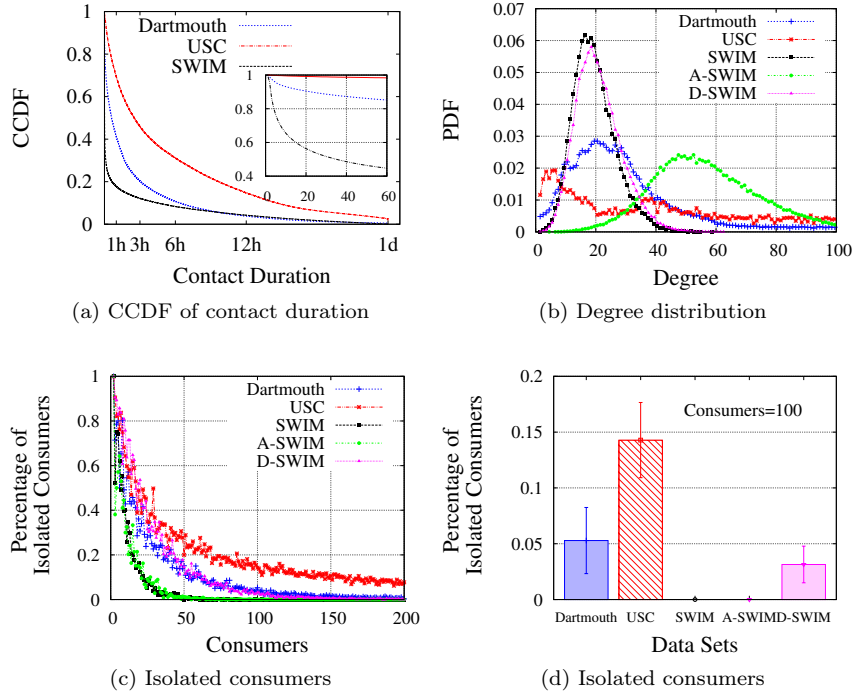 CCDF
1
0.8
0.6
0.4
0.2
0
Dartmouth
USC
SWIM
1
0.8
0.6
0.4
0 20 40 60
1h 3h 6h 12h 1d
Contact Duration
(a) CCDF of contact duration
PDF
0.07
0.06
0.05
0.04
0.03
0.02
0.01
0
Dartmouth
USC
SWIM
A-SWIM
D-SWIM
0 20 40 60 80 100
Degree
(b) Degree distribution
Percentage of
Isolated Consumers
1
0.8
0.6
0.4
0.2
0
Dartmouth
USC
SWIM
A-SWIM
D-SWIM
0 50 100 150 200
Consumers
(c) Isolated consumers
Percentage of
Isolated Consumers
0.2
0.15
0.1
0.05
0
Consumers=100
Dartmouth USC SWIM A-SWIM D-SWIM
Data Sets
(d) Isolated consumers